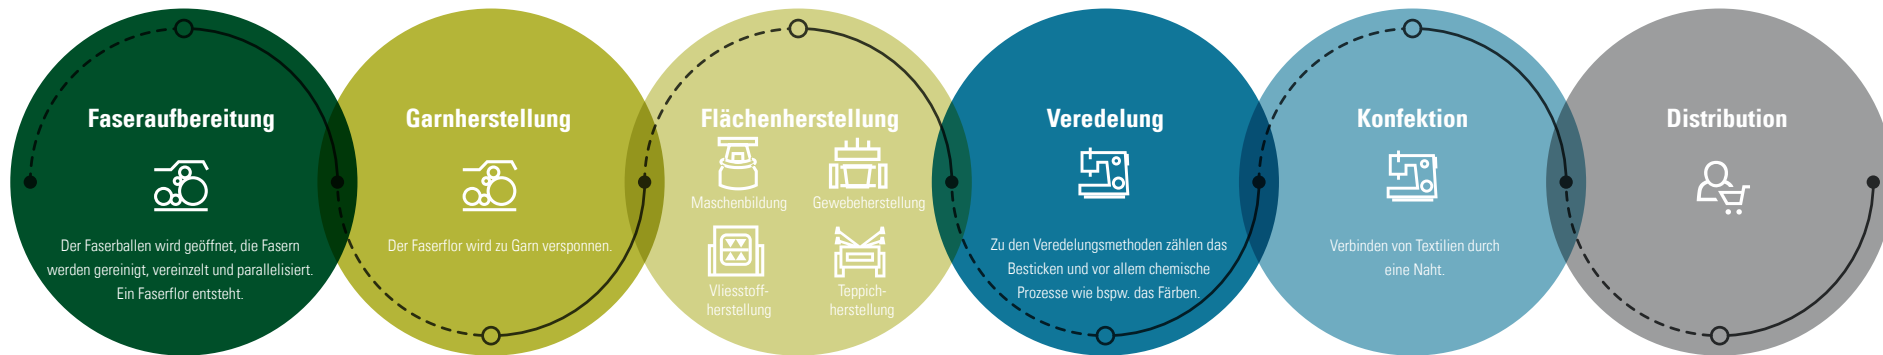 Faseraufbereitung
Der Faserballen wird geöffnet, die Fasern
werden gereinigt, vereinzelt und parallelisiert.
Ein Faserflor entsteht.
Garnherstellung
Der Faserflor wird zu Garn versponnen.
Flächenherstellung
Maschenbildung
Gewebeherstellung
Vliesstoff-
herstellung
Teppich-
herstellung
Veredelung
Zu den Veredelungsmethoden zählen das
Besticken und vor allem chemische
Prozesse wie bspw. das Färben.
Konfektion
Verbinden von Textilien durch
eine Naht.
Distribution